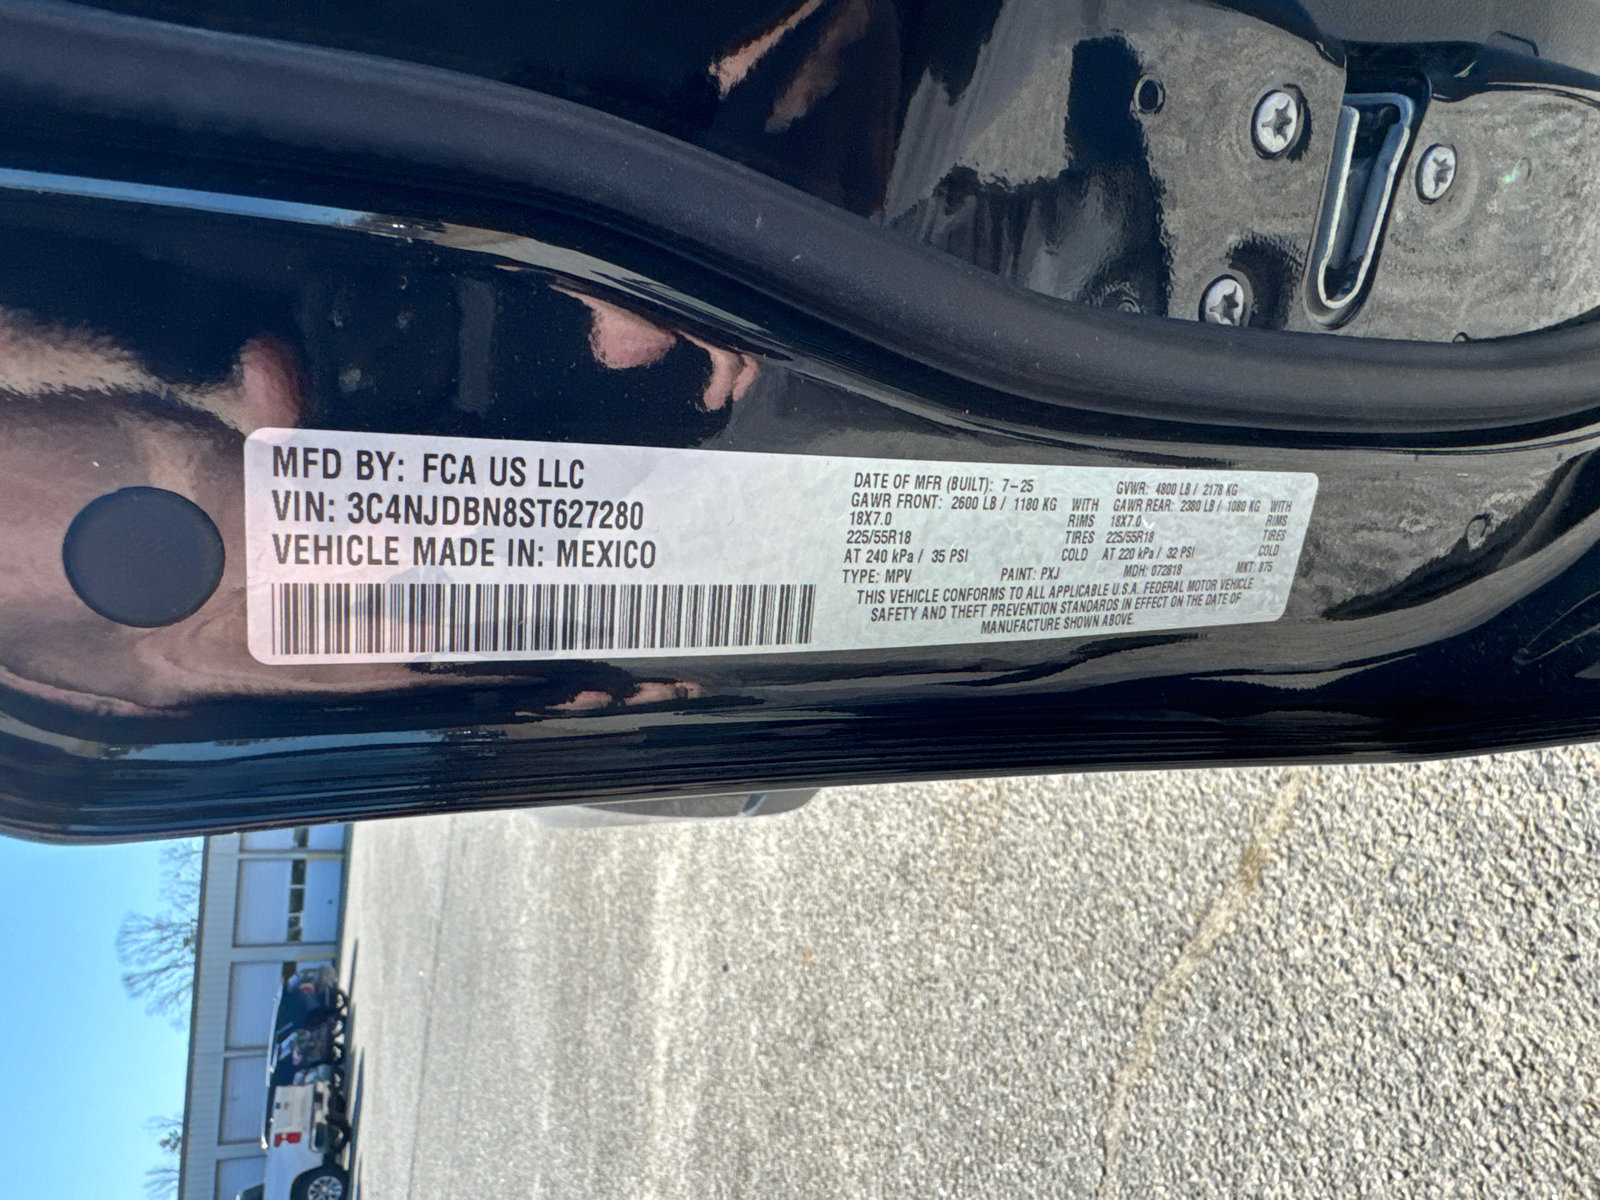 MFD BY: FCA US LLC
VIN: 3C4NJDBN8ST627280
VEHICLE MADE IN: MEXICO
DATE OF MFR (BUILT): 7-25 GVWR: 4800 LB / 2178 KG
GAWR FRONT: 2600 LB / 1180 KG WITH GAWR REAR: 2380 LB / 1080 KG WITH
18X7.0 RIMS 18X7.0 RIMS
225/55R18 TIRES 225/55R18 TIRES
AT 240 kPa / 35 PSI COLD AT 220 kPa / 32 PSI COLD
TYPE: MPV PAINT: PXJ MDH: 072818 MKT: 875
THIS VEHICLE CONFORMS TO ALL APPLICABLE U.S.A. FEDERAL MOTOR VEHICLE
SAFETY AND THEFT PREVENTION STANDARDS IN EFFECT ON THE DATE OF
MANUFACTURE SHOWN ABOVE.